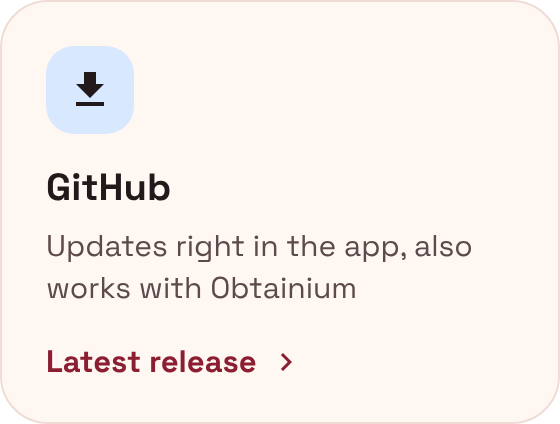 GitHub
Updates right in the app, also
works with Obtainium
Latest release